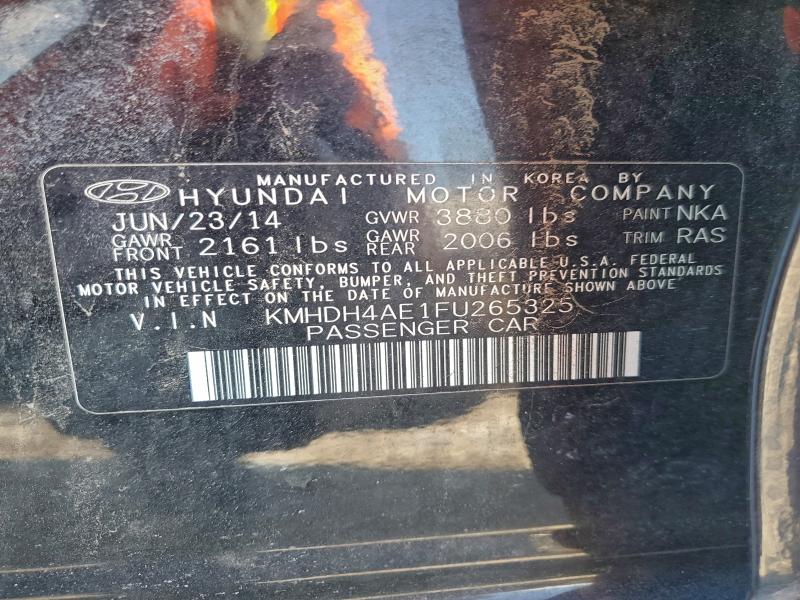 MANUFACTURED IN KOREA BY
HYUNDAI MOTOR COMPANY
JUN/23/14 GVWR 3880 lbs PAINT NKA
GAWR FRONT 2161 lbs GAWR REAR 2006 lbs TRIM RAS
THIS VEHICLE CONFORMS TO ALL APPLICABLE U.S.A. FEDERAL
MOTOR VEHICLE SAFETY, BUMPER, AND THEFT PREVENTION STANDARDS
IN EFFECT ON THE DATE OF MANUFACTURE SHOWN ABOVE
V.I.N KMHDH4AE1FU265325
PASSENGER CAR